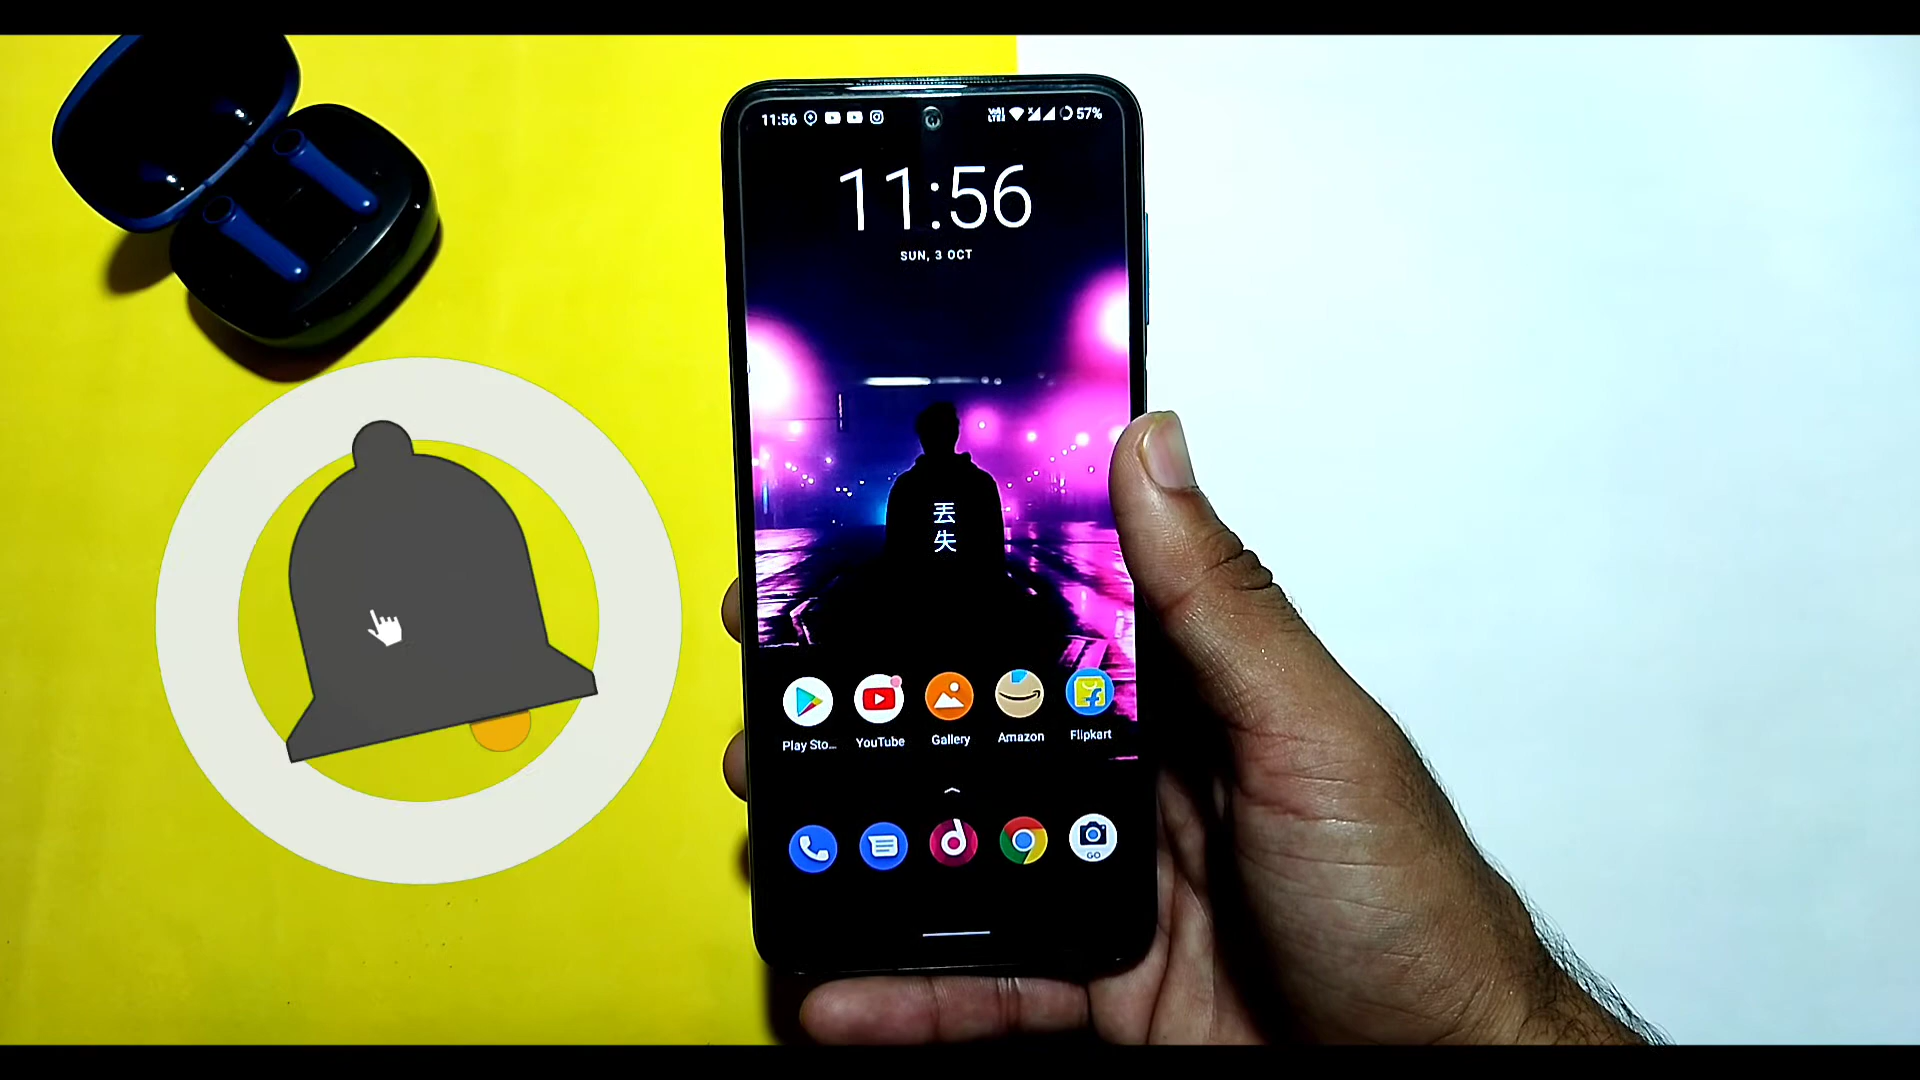 11:56
57%
11:56
SUN, 3 OCT
丟
失
Play Sto...
YouTube
Gallery
Amazon
Flipkart
GO